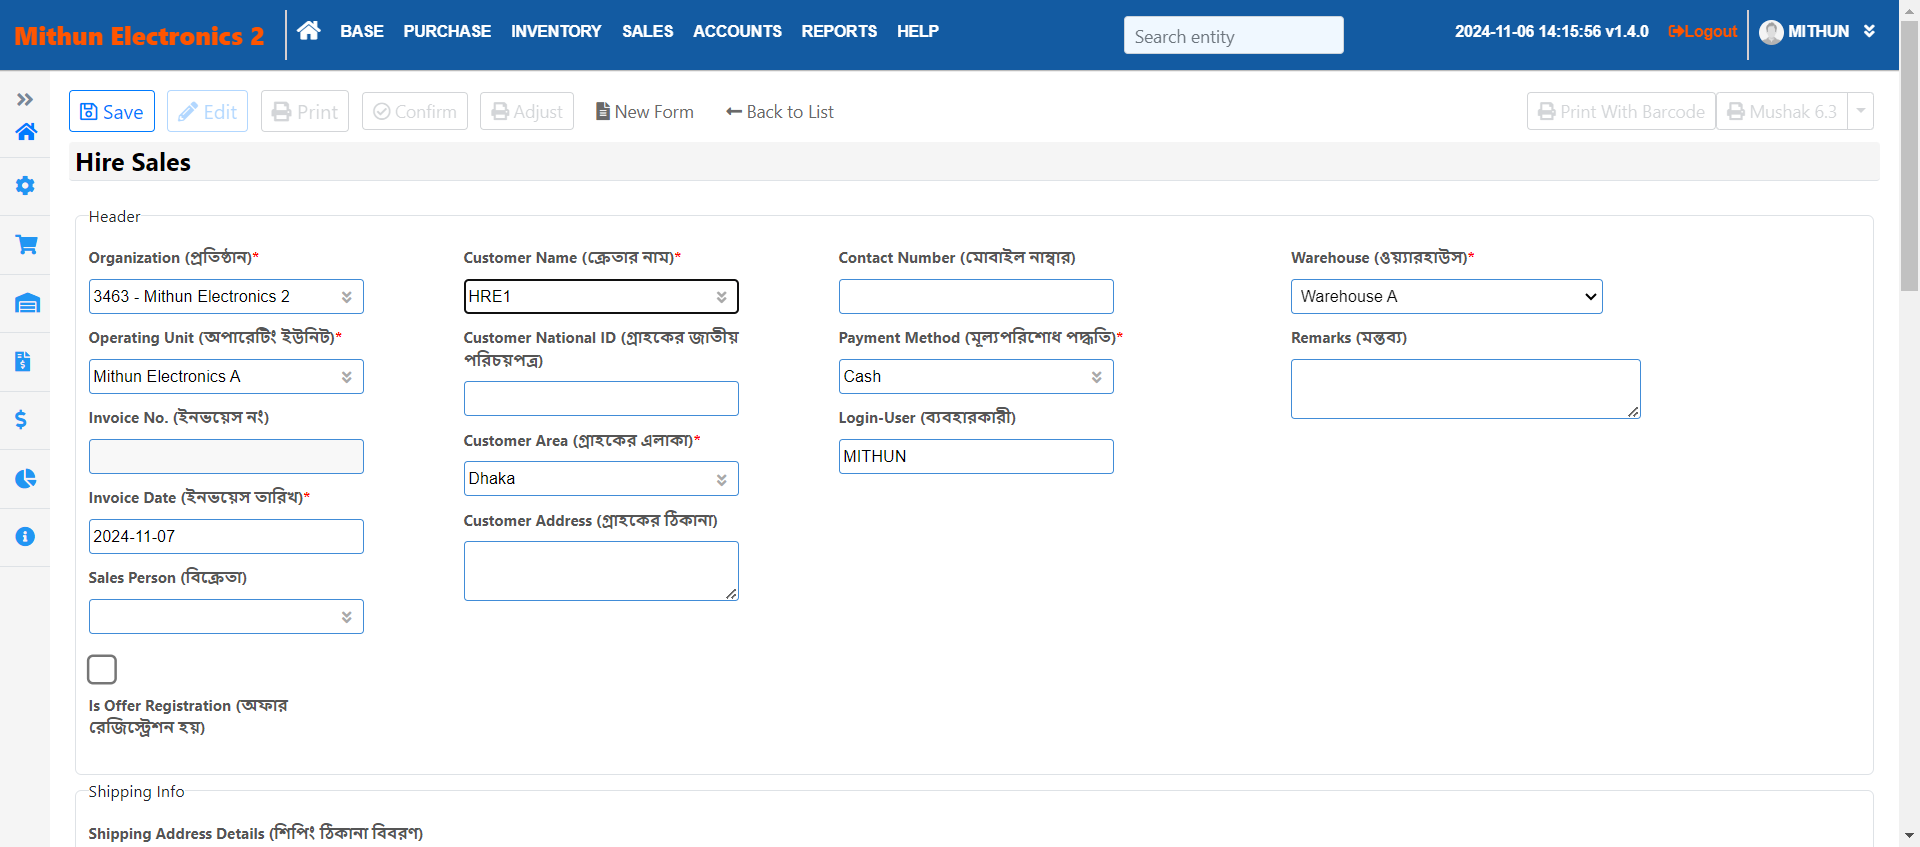 Mithun Electronics 2
BASE PURCHASE INVENTORY SALES ACCOUNTS REPORTS HELP
Search entity
2024-11-06 14:15:56 v1.4.0
Logout
MITHUN
Save Edit Print Confirm Adjust New Form Back to List
Print With Barcode Mushak 6.3
Hire Sales
Header
Organization (প্রতিষ্ঠান)*
3463 - Mithun Electronics 2
Operating Unit (অপারেটিং ইউনিট)*
Mithun Electronics A
Invoice No. (ইনভয়েস নং)
Invoice Date (ইনভয়েস তারিখ)*
2024-11-07
Sales Person (বিক্রেতা)
Is Offer Registration (অফার
রেজিস্ট্রেশন হয়)
Customer Name (ক্রেতার নাম)*
HRE1
Customer National ID (গ্রাহকের জাতীয়
পরিচয়পত্র)
Customer Area (গ্রাহকের এলাকা)*
Dhaka
Customer Address (গ্রাহকের ঠিকানা)
Contact Number (মোবাইল নাম্বার)
Payment Method (মূল্যপরিশোধ পদ্ধতি)*
Cash
Login-User (ব্যবহারকারী)
MITHUN
Warehouse (ওয়্যারহাউস)*
Warehouse A
Remarks (মন্তব্য)
Shipping Info
Shipping Address Details (শিপিং ঠিকানা বিবরণ)